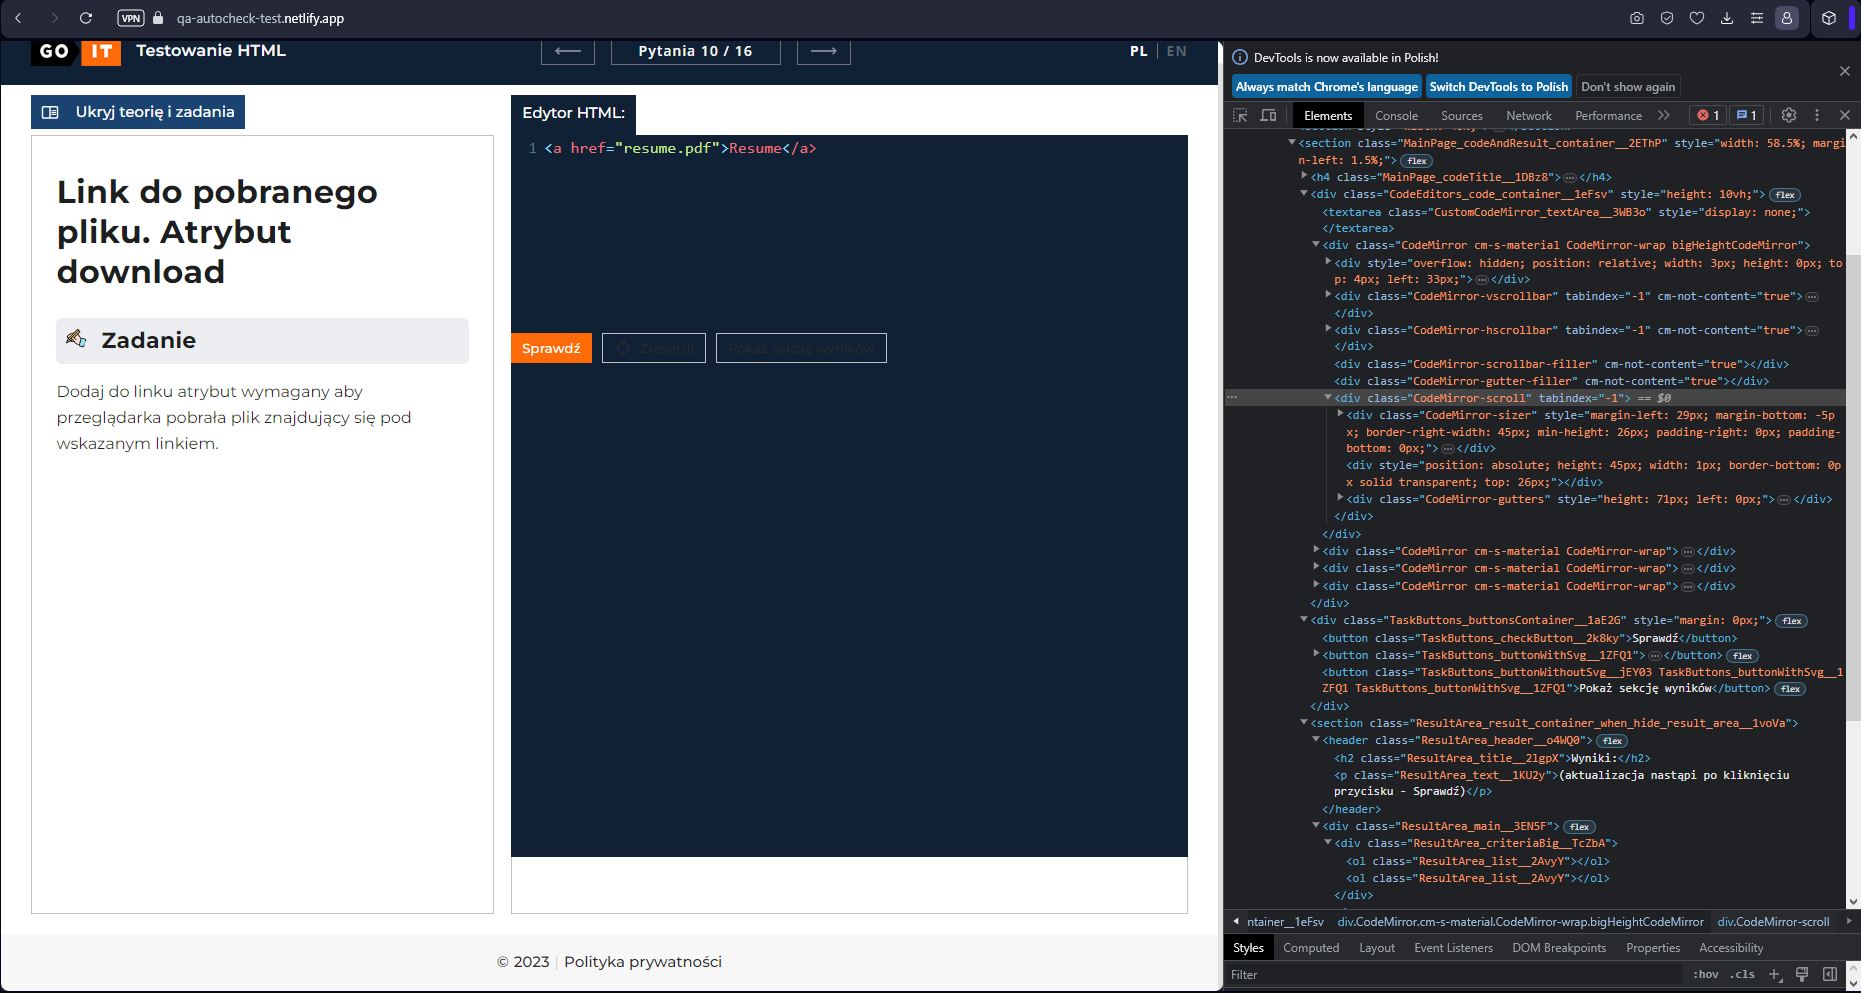 VPN
qa-autocheck-test.netlify.app
GO IT
Testowanie HTML
Pytania 10 / 16
PL | EN
Ukryj teorię i zadania
Link do pobranego
pliku. Atrybut
download
Zadanie
Dodaj do linku atrybut wymagany aby
przeglądarka pobrała plik znajdujący się pod
wskazanym linkiem.
Edytor HTML:
1 <a href="resume.pdf">Resume</a>
Sprawdź
Zresetuj
Pokaż sekcję wyników
© 2023 | Polityka prywatności
DevTools is now available in Polish!
Always match Chrome's language
Switch DevTools to Polish
Don't show again
Elements
Console
Sources
Network
Performance
1
1
<section class="MainPage_codeAndResult_container__2EThP" style="width: 58.5%; margi
n-left: 1.5%;"> flex
<h4 class="MainPage_codeTitle__1DBz8">…</h4>
<div class="CodeEditors_code_container__1eFsv" style="height: 10vh;"> flex
<textarea class="CustomCodeMirror_textArea__3WB3o" style="display: none;">
</textarea>
<div class="CodeMirror cm-s-material CodeMirror-wrap bigHeightCodeMirror">
<div style="overflow: hidden; position: relative; width: 3px; height: 0px; to
p: 4px; left: 33px;">…</div>
<div class="CodeMirror-vscrollbar" tabindex="-1" cm-not-content="true">…
</div>
<div class="CodeMirror-hscrollbar" tabindex="-1" cm-not-content="true">…
</div>
<div class="CodeMirror-scrollbar-filler" cm-not-content="true"></div>
<div class="CodeMirror-gutter-filler" cm-not-content="true"></div>
<div class="CodeMirror-scroll" tabindex="-1"> == $0
<div class="CodeMirror-sizer" style="margin-left: 29px; margin-bottom: -5p
x; border-right-width: 45px; min-height: 26px; padding-right: 0px; padding-
bottom: 0px;">…</div>
<div style="position: absolute; height: 45px; width: 1px; border-bottom: 0p
x solid transparent; top: 26px;"></div>
<div class="CodeMirror-gutters" style="height: 71px; left: 0px;">…</div>
</div>
</div>
<div class="CodeMirror cm-s-material CodeMirror-wrap">…</div>
<div class="CodeMirror cm-s-material CodeMirror-wrap">…</div>
<div class="CodeMirror cm-s-material CodeMirror-wrap">…</div>
</div>
<div class="TaskButtons_buttonsContainer__1aE2G" style="margin: 0px;"> flex
<button class="TaskButtons_checkButton__2k8ky">Sprawdź</button>
<button class="TaskButtons_buttonWithSvg__1ZFQ1">…</button> flex
<button class="TaskButtons_buttonWithoutSvg__jEY03 TaskButtons_buttonWithSvg__1
ZFQ1 TaskButtons_buttonWithSvg__1ZFQ1">Pokaż sekcję wyników</button> flex
</div>
<section class="ResultArea_result_container_when_hide_result_area__1voVa">
<header class="ResultArea_header__o4WQ0"> flex
<h2 class="ResultArea_title__2lgpX">Wyniki:</h2>
<p class="ResultArea_text__1KU2y">(aktualizacja nastąpi po kliknięciu
przycisku - Sprawdź)</p>
</header>
<div class="ResultArea_main__3EN5F"> flex
<div class="ResultArea_criteriaBig__TcZbA">
<ol class="ResultArea_list__2AvyY"></ol>
<ol class="ResultArea_list__2AvyY"></ol>
</div>
ntainer__1eFsv
div.CodeMirror.cm-s-material.CodeMirror-wrap.bigHeightCodeMirror
div.CodeMirror-scroll
Styles
Computed
Layout
Event Listeners
DOM Breakpoints
Properties
Accessibility
Filter
:hov
.cls